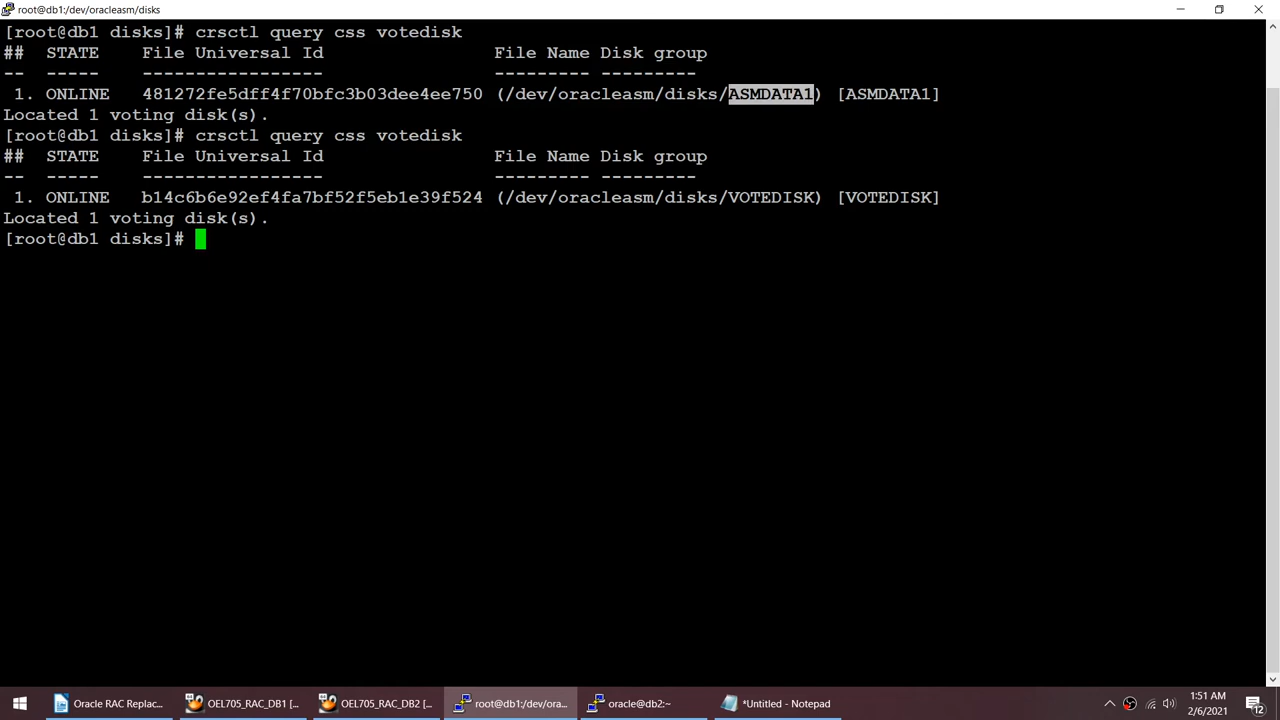 root@db1:/dev/oracleasm/disks
[root@db1 disks]# crsctl query css votedisk
##  STATE    File Universal Id                File Name Disk group
--  -----    -----------------                --------- ---------
 1. ONLINE   481272fe5dff4f70bfc3b03dee4ee750 (/dev/oracleasm/disks/ASMDATA1) [ASMDATA1]
Located 1 voting disk(s).
[root@db1 disks]# crsctl query css votedisk
##  STATE    File Universal Id                File Name Disk group
--  -----    -----------------                --------- ---------
 1. ONLINE   b14c6b6e92ef4fa7bf52f5eb1e39f524 (/dev/oracleasm/disks/VOTEDISK) [VOTEDISK]
Located 1 voting disk(s).
[root@db1 disks]#
Oracle RAC Replac... OEL705_RAC_DB1 [... OEL705_RAC_DB2 [... root@db1:/dev/ora... oracle@db2:~ *Untitled - Notepad 1:51 AM
2/6/2021 12